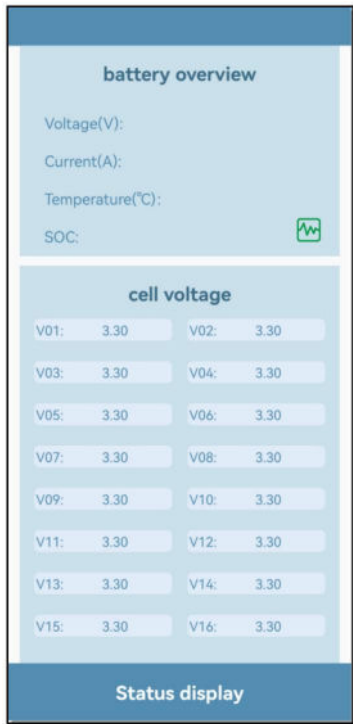 battery overview
Voltage(V):
Current(A):
Temperature(℃):
SOC:
cell voltage
V01: 3.30 V02: 3.30
V03: 3.30 V04: 3.30
V05: 3.30 V06: 3.30
V07: 3.30 V08: 3.30
V09: 3.30 V10: 3.30
V11: 3.30 V12: 3.30
V13: 3.30 V14: 3.30
V15: 3.30 V16: 3.30
Status display